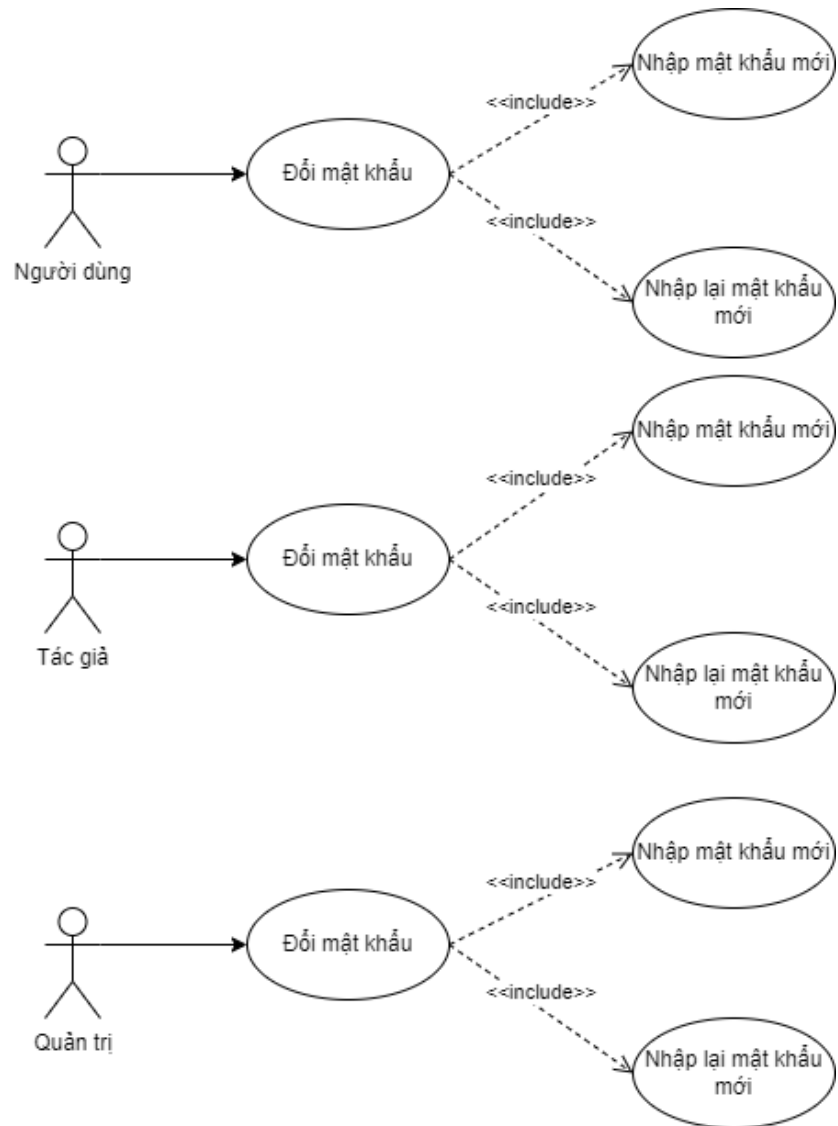 Nhập mật khẩu mới
<<include>>
Đổi mật khẩu
<<include>>
Người dùng
Nhập lại mật khẩu
mới
Nhập mật khẩu mới
<<include>>
Đổi mật khẩu
<<include>>
Tác giả
Nhập lại mật khẩu
mới
Nhập mật khẩu mới
<<include>>
Đổi mật khẩu
<<include>>
Quản trị
Nhập lại mật khẩu
mới